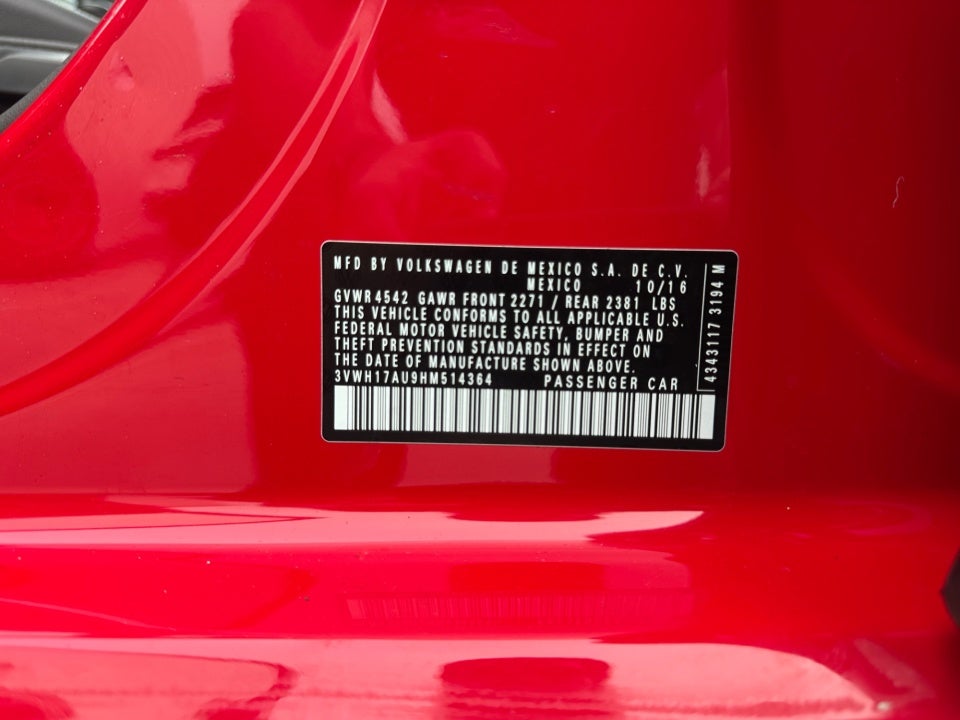 MFD BY VOLKSWAGEN DE MEXICO S.A. DE C.V.
MEXICO 10/16
GVWR 4542 GAWR FRONT 2271 / REAR 2381 LBS
THIS VEHICLE CONFORMS TO ALL APPLICABLE U.S.
FEDERAL MOTOR VEHICLE SAFETY, BUMPER AND
THEFT PREVENTION STANDARDS IN EFFECT ON
THE DATE OF MANUFACTURE SHOWN ABOVE.
3VWH17AU9HM514364 PASSENGER CAR
4343117 3194 M